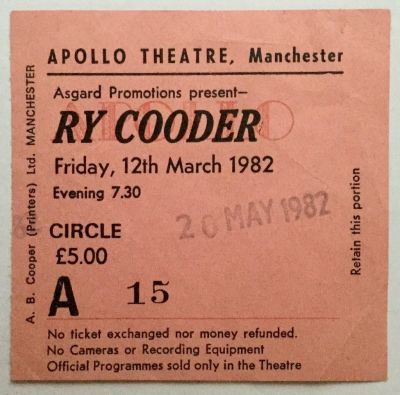 APOLLO THEATRE, Manchester
Asgard Promotions present–
APOLLO
RY COODER
Friday, 12th March 1982
Evening 7.30
20 MAY 1982
CIRCLE
£5.00
A 15
No ticket exchanged nor money refunded.
No Cameras or Recording Equipment
Official Programmes sold only in the Theatre
A. B. Cooper (Printers) Ltd. MANCHESTER
Retain this portion